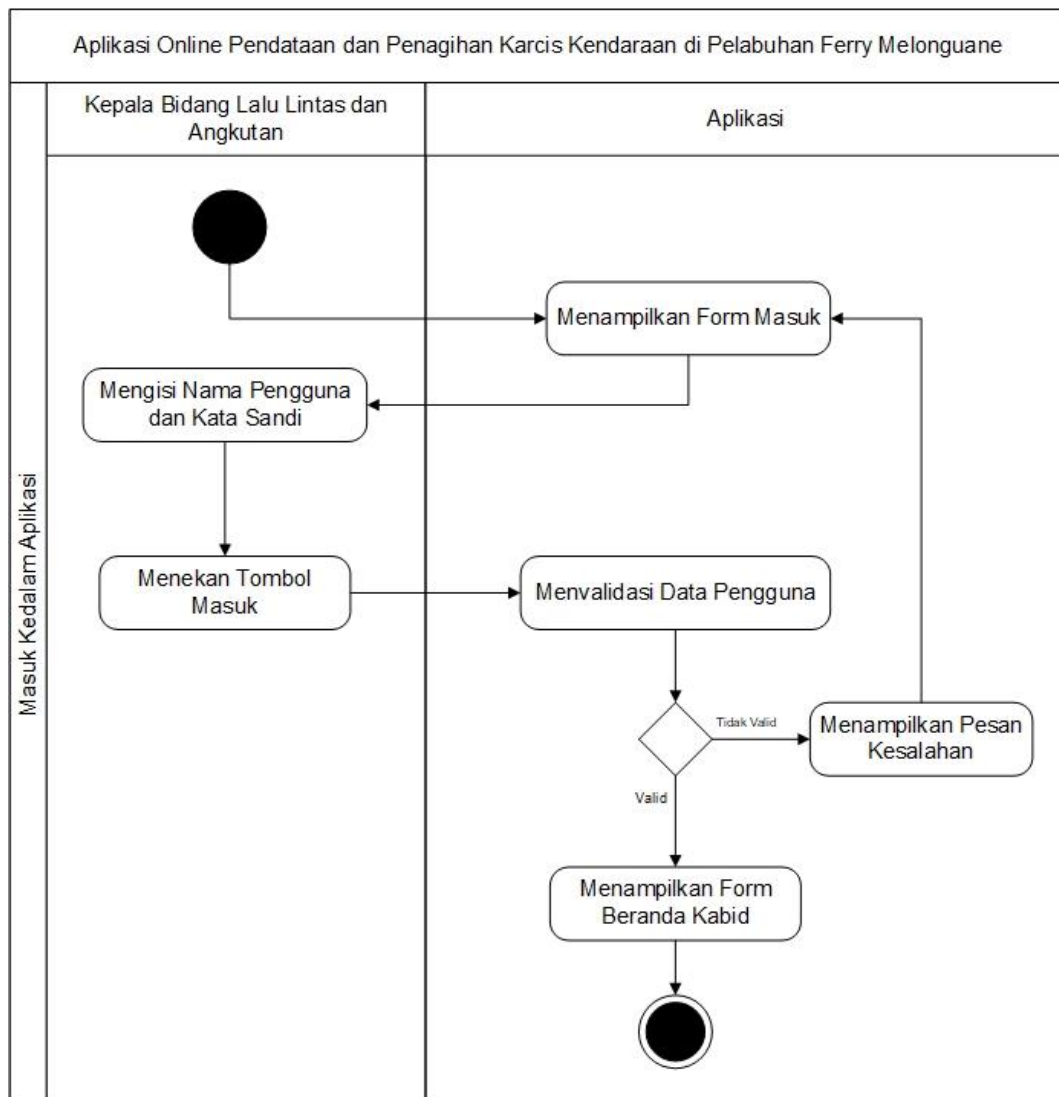 Aplikasi Online Pendataan dan Penagihan Karcis Kendaraan di Pelabuhan Ferry Melonguane
Kepala Bidang Lalu Lintas dan
Angkutan
Aplikasi
Masuk Kedalam Aplikasi
Menampilkan Form Masuk
Mengisi Nama Pengguna
dan Kata Sandi
Menekan Tombol
Masuk
Menvalidasi Data Pengguna
Tidak Valid
Menampilkan Pesan
Kesalahan
Valid
Menampilkan Form
Beranda Kabid